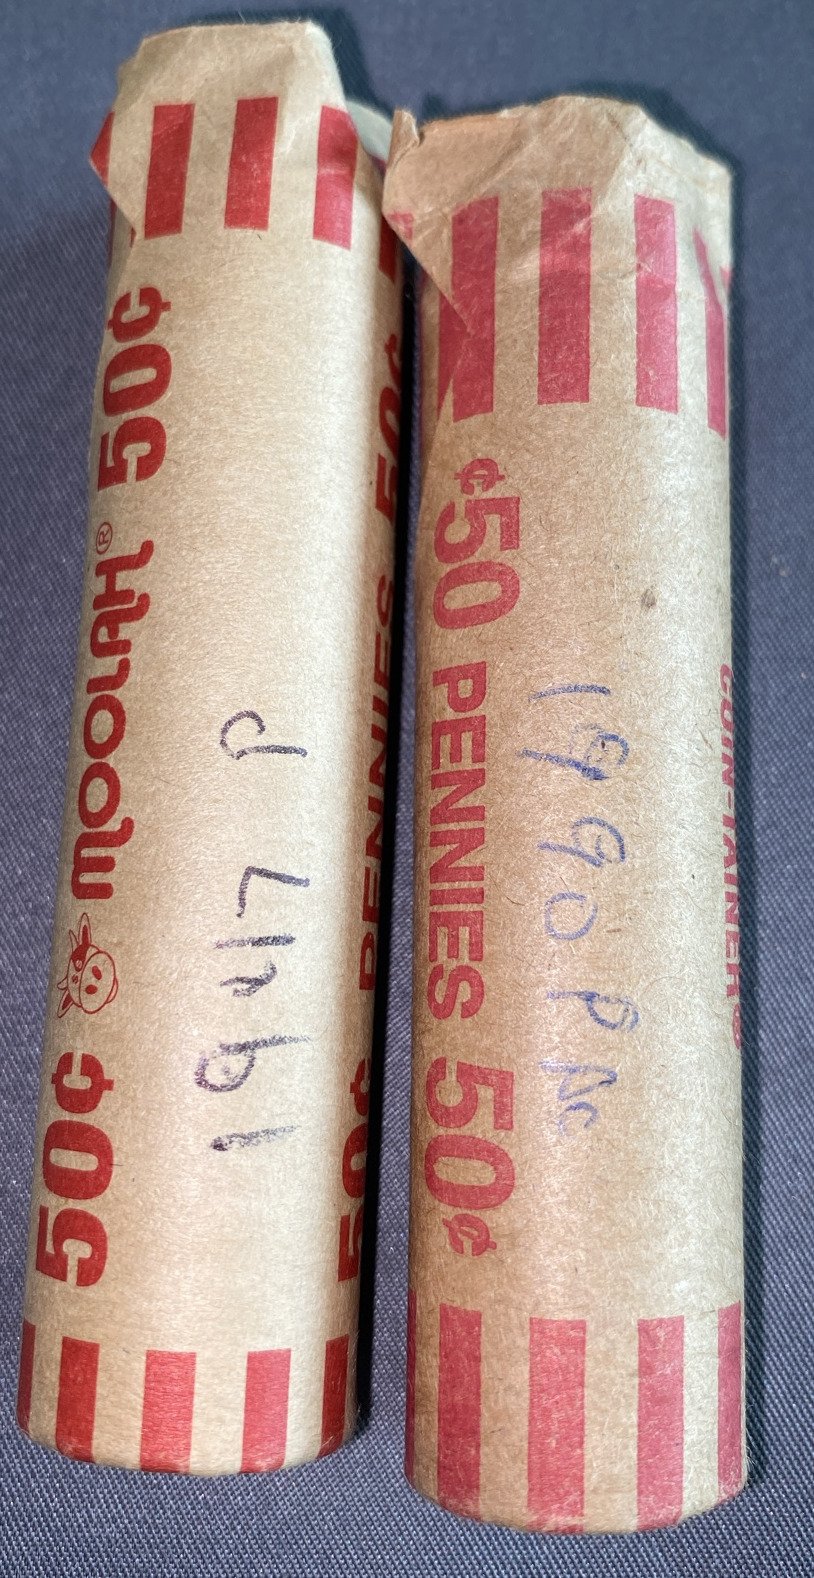 50¢ MOOLAH® 50¢
1947 P
50¢ PENNIES 50¢
¢50 PENNIES 50¢
1990 P
COIN-TAINER®